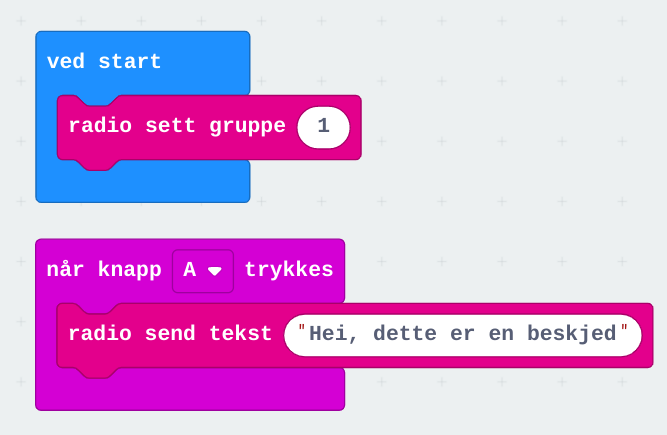 ved start
radio sett gruppe 1
når knapp A trykkes
radio send tekst "Hei, dette er en beskjed"